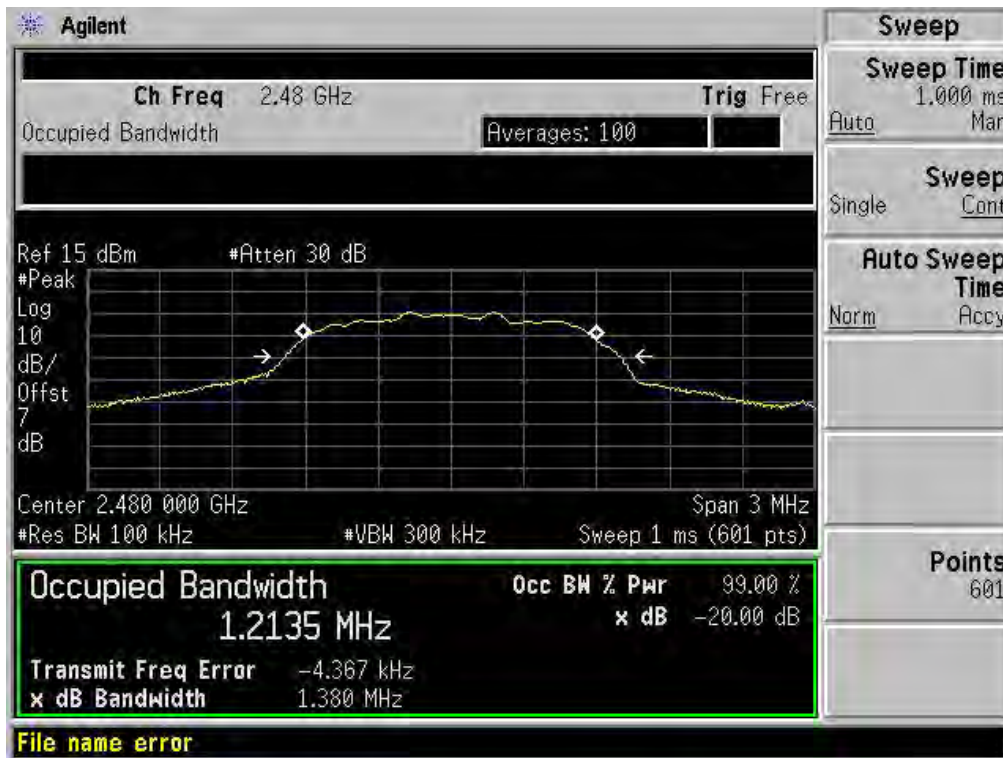 Agilent
Ch Freq 2.48 GHz Trig Free
Occupied Bandwidth Averages: 100
Ref 15 dBm #Atten 30 dB
#Peak
Log
10
dB/
Offst
7
dB
Center 2.480 000 GHz Span 3 MHz
#Res BW 100 kHz #VBW 300 kHz Sweep 1 ms (601 pts)
Occupied Bandwidth
1.2135 MHz
Occ BW % Pwr 99.00 %
x dB -20.00 dB
Transmit Freq Error -4.367 kHz
x dB Bandwidth 1.380 MHz
File name error
Sweep
Sweep Time
1.000 ms
Auto Man
Sweep
Single Cont
Auto Sweep
Time
Norm Accy
Points
601